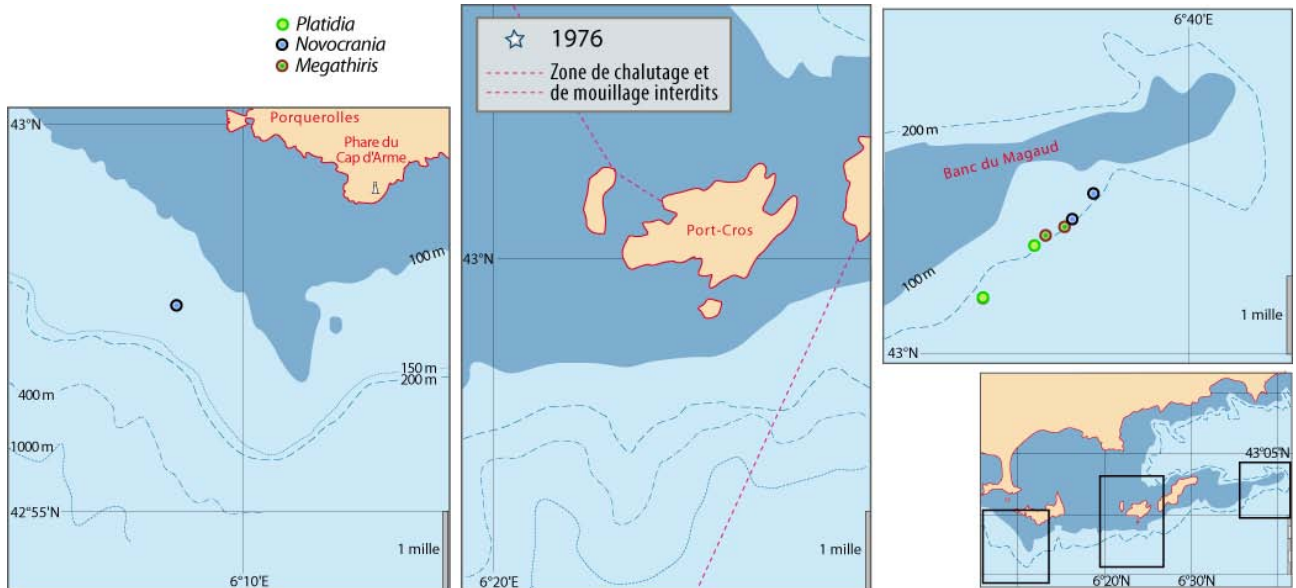 Platidia
Novocrania
Megathiris
43°N
Porquerolles
Phare du
Cap d'Arme
100 m
150 m
200 m
400 m
1000 m
42°55'N
1 mille
6°10'E
1976
Zone de chalutage et
de mouillage interdits
Port-Cros
43°N
6°20'E
1 mille
6°40'E
200 m
Banc du Magaud
100 m
1 mille
43°N
43°05'N
6°20'E
6°30'E